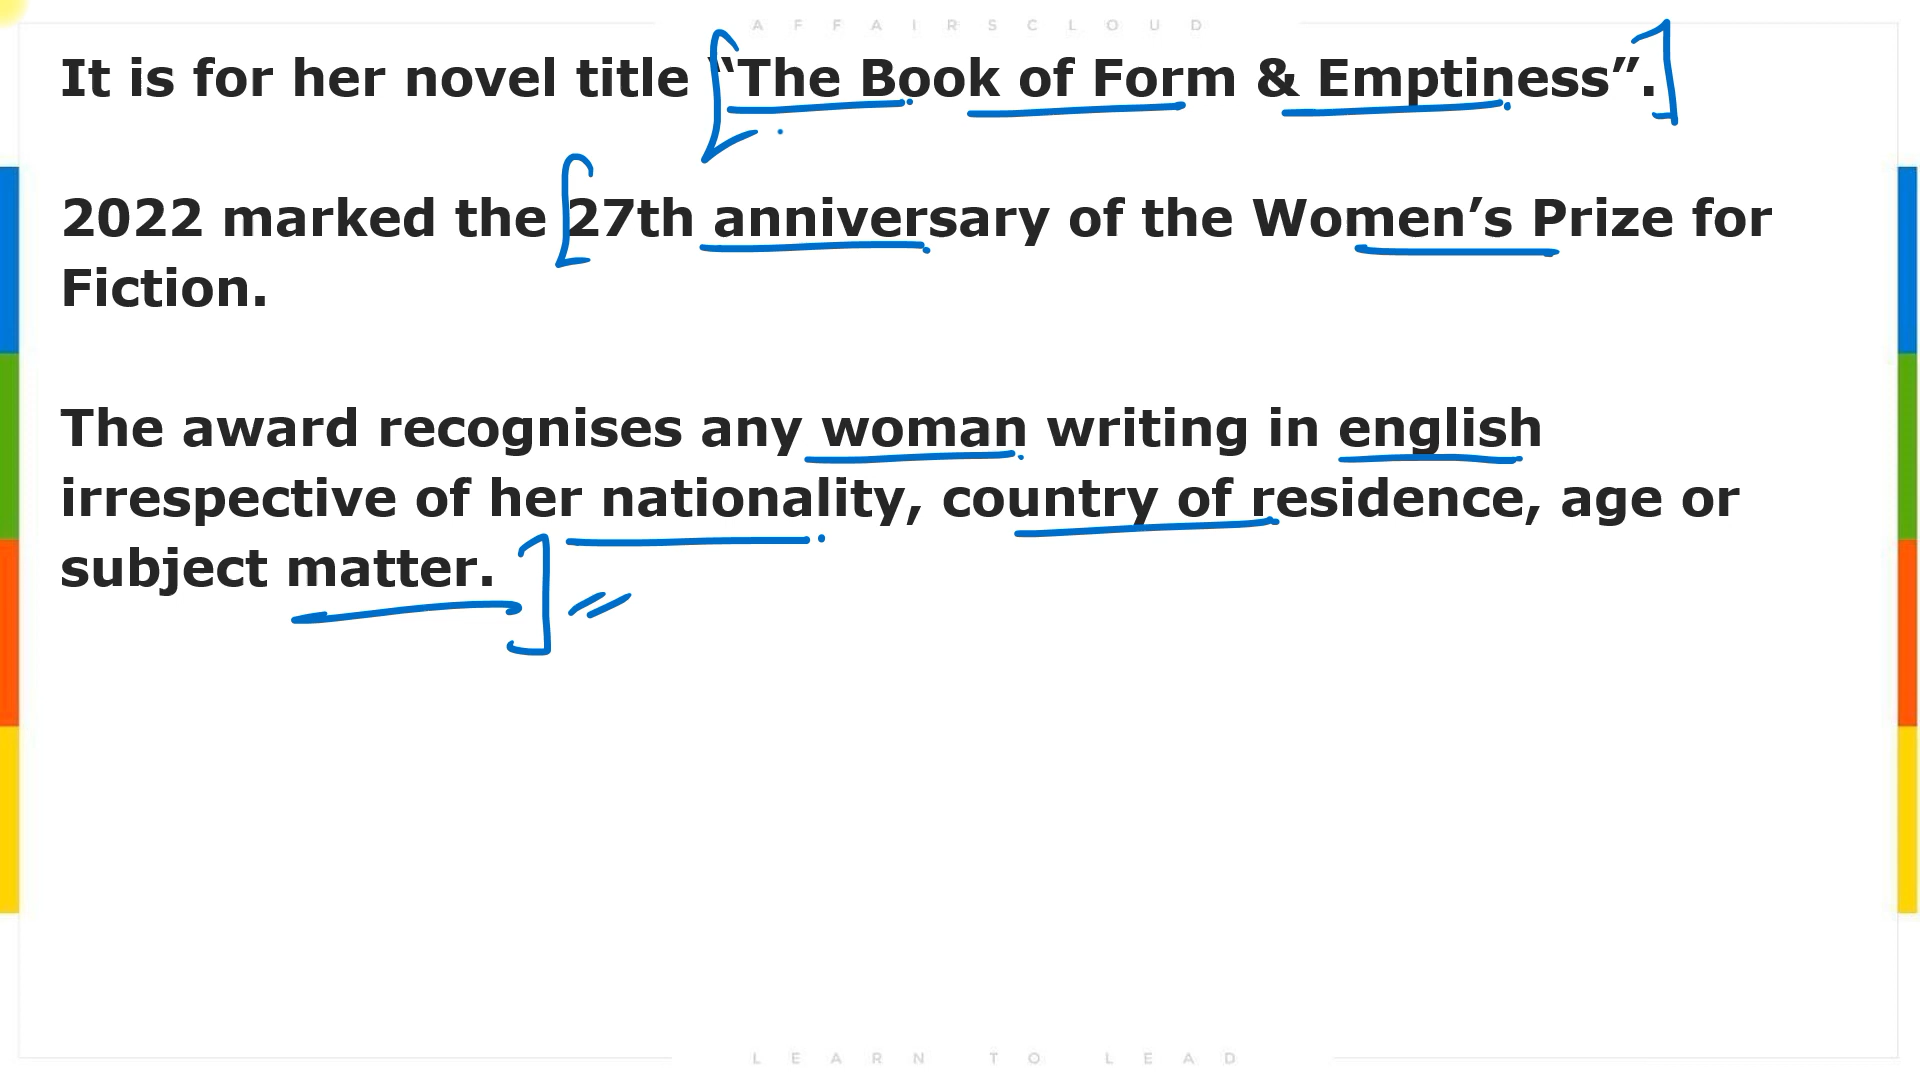 AFFAIRSCLOUD
It is for her novel title “The Book of Form & Emptiness”.
2022 marked the 27th anniversary of the Women’s Prize for
Fiction.
The award recognises any woman writing in english
irrespective of her nationality, country of residence, age or
subject matter.
LEARN TO LEAD